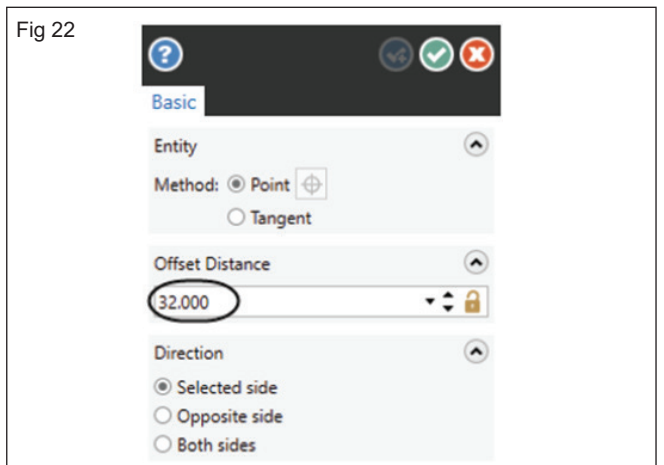 Fig 22
?
Basic
Entity
Method: Point
Tangent
Offset Distance
32.000
Direction
Selected side
Opposite side
Both sides